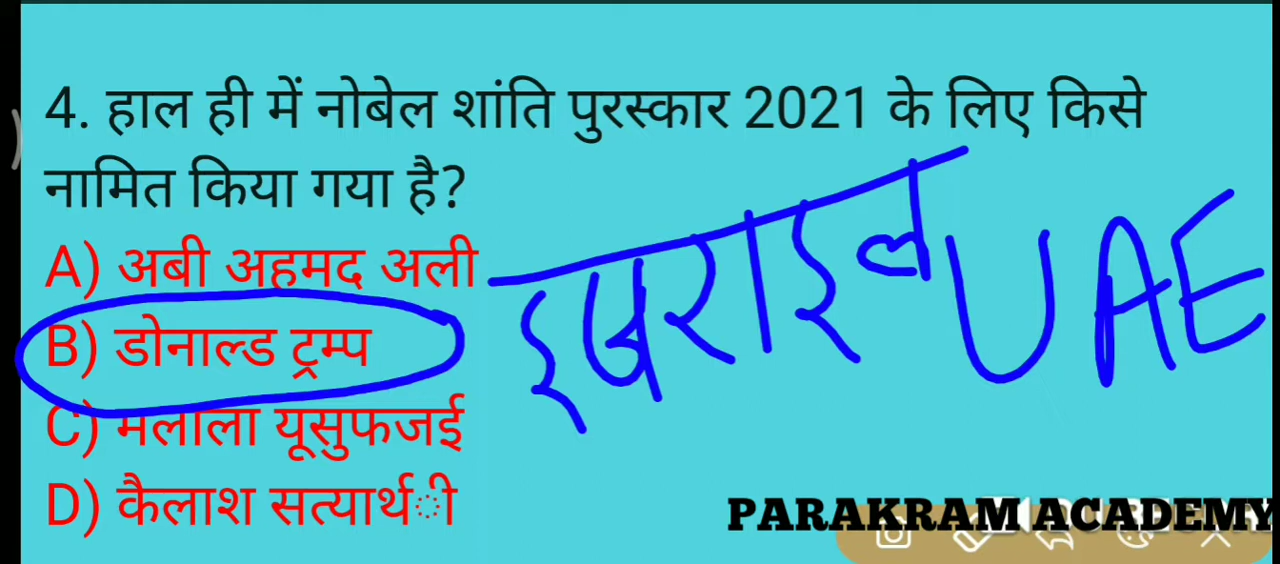 4. हाल ही में नोबेल शांति पुरस्कार 2021 के लिए किसे
नामित किया गया है?
A) अबी अहमद अली
B) डोनाल्ड ट्रम्प
C) मलाला यूसुफजई
D) कैलाश सत्यार्थी
इजराइल UAE
PARAKRAM ACADEMY